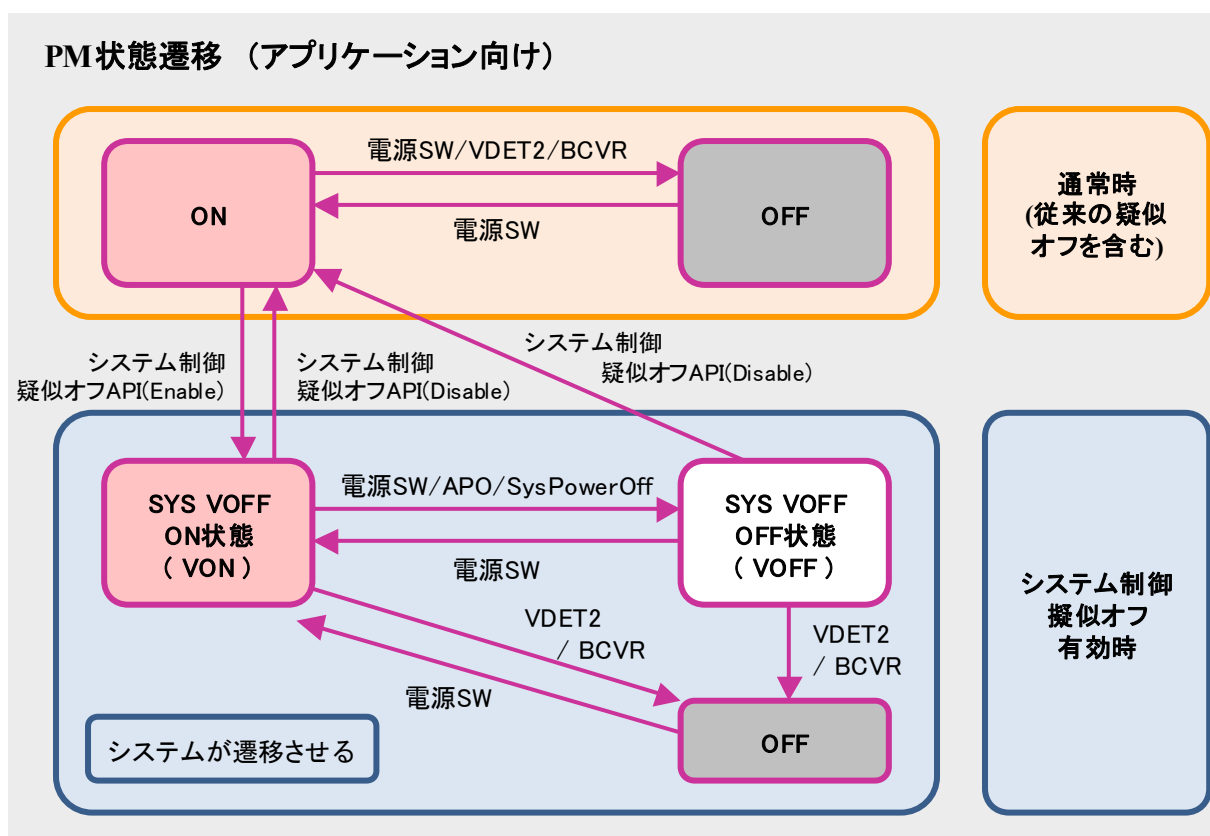 PM状態遷移 （アプリケーション向け）
電源SW/VDET2/BCVR
ON
OFF
電源SW
通常時
(従来の疑似
オフを含む)
システム制御
疑似オフAPI(Enable)
システム制御
疑似オフAPI(Disable)
システム制御
疑似オフAPI(Disable)
SYS VOFF
ON状態
( VON )
電源SW/APO/SysPowerOff
電源SW
SYS VOFF
OFF状態
( VOFF )
VDET2
/ BCVR
電源SW
VDET2
/ BCVR
OFF
システムが遷移させる
システム制御
擬似オフ
有効時